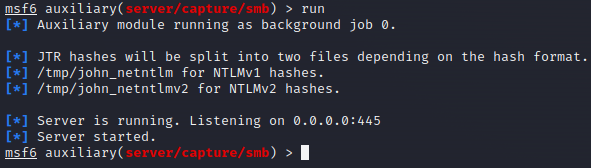 msf6 auxiliary(server/capture/smb) > run
[*] Auxiliary module running as background job 0.
[*] JTR hashes will be split into two files depending on the hash format.
[*] /tmp/john_netntlm for NTLMv1 hashes.
[*] /tmp/john_netntlmv2 for NTLMv2 hashes.
[*] Server is running. Listening on 0.0.0.0:445
[*] Server started.
msf6 auxiliary(server/capture/smb) >